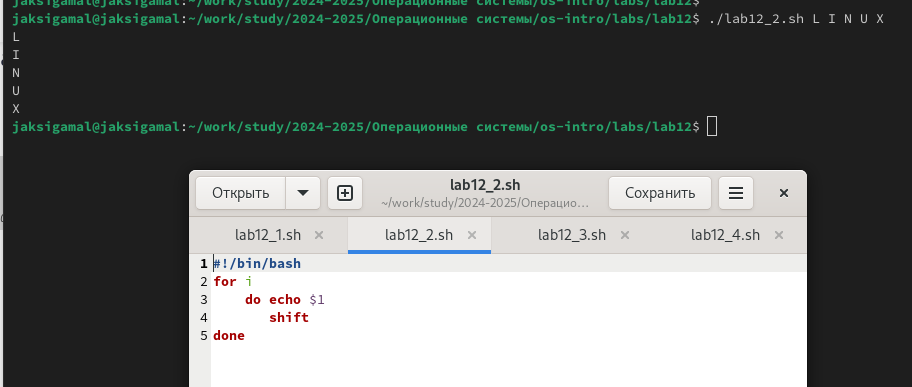 jaksigamal@jaksigamal:~/work/study/2024-2025/Операционные системы/os-intro/labs/lab12$
jaksigamal@jaksigamal:~/work/study/2024-2025/Операционные системы/os-intro/labs/lab12$ ./lab12_2.sh L I N U X
L
I
N
U
X
jaksigamal@jaksigamal:~/work/study/2024-2025/Операционные системы/os-intro/labs/lab12$
Открыть lab12_2.sh Сохранить
~/work/study/2024-2025/Операцио…
lab12_1.sh lab12_2.sh lab12_3.sh lab12_4.sh
1 #!/bin/bash
2 for i
3     do echo $1
4        shift
5 done